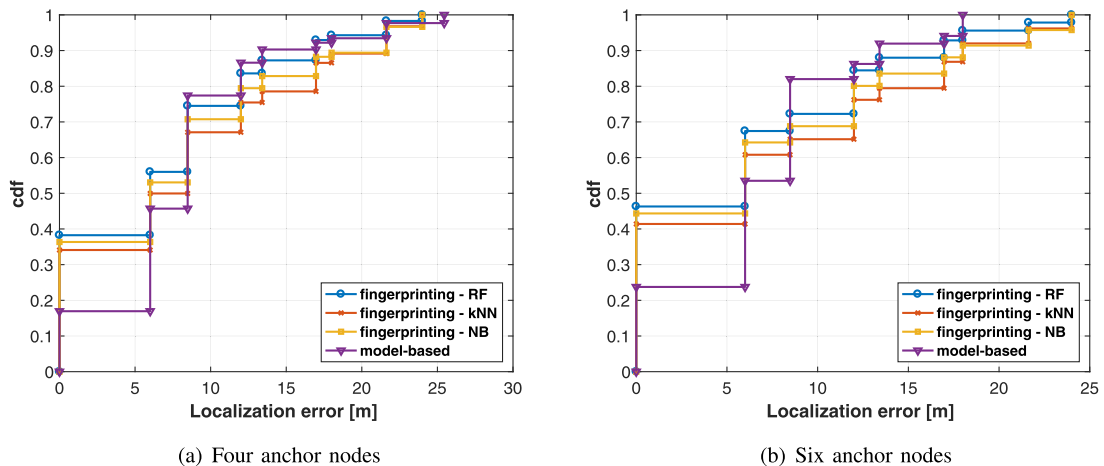 1
0.9
0.8
0.7
0.6
0.5
0.4
0.3
0.2
0.1
0
cdf
0 5 10 15 20 25 30
Localization error [m]
fingerprinting - RF
fingerprinting - kNN
fingerprinting - NB
model-based
(a) Four anchor nodes
1
0.9
0.8
0.7
0.6
0.5
0.4
0.3
0.2
0.1
0
cdf
0 5 10 15 20 25
Localization error [m]
fingerprinting - RF
fingerprinting - kNN
fingerprinting - NB
model-based
(b) Six anchor nodes